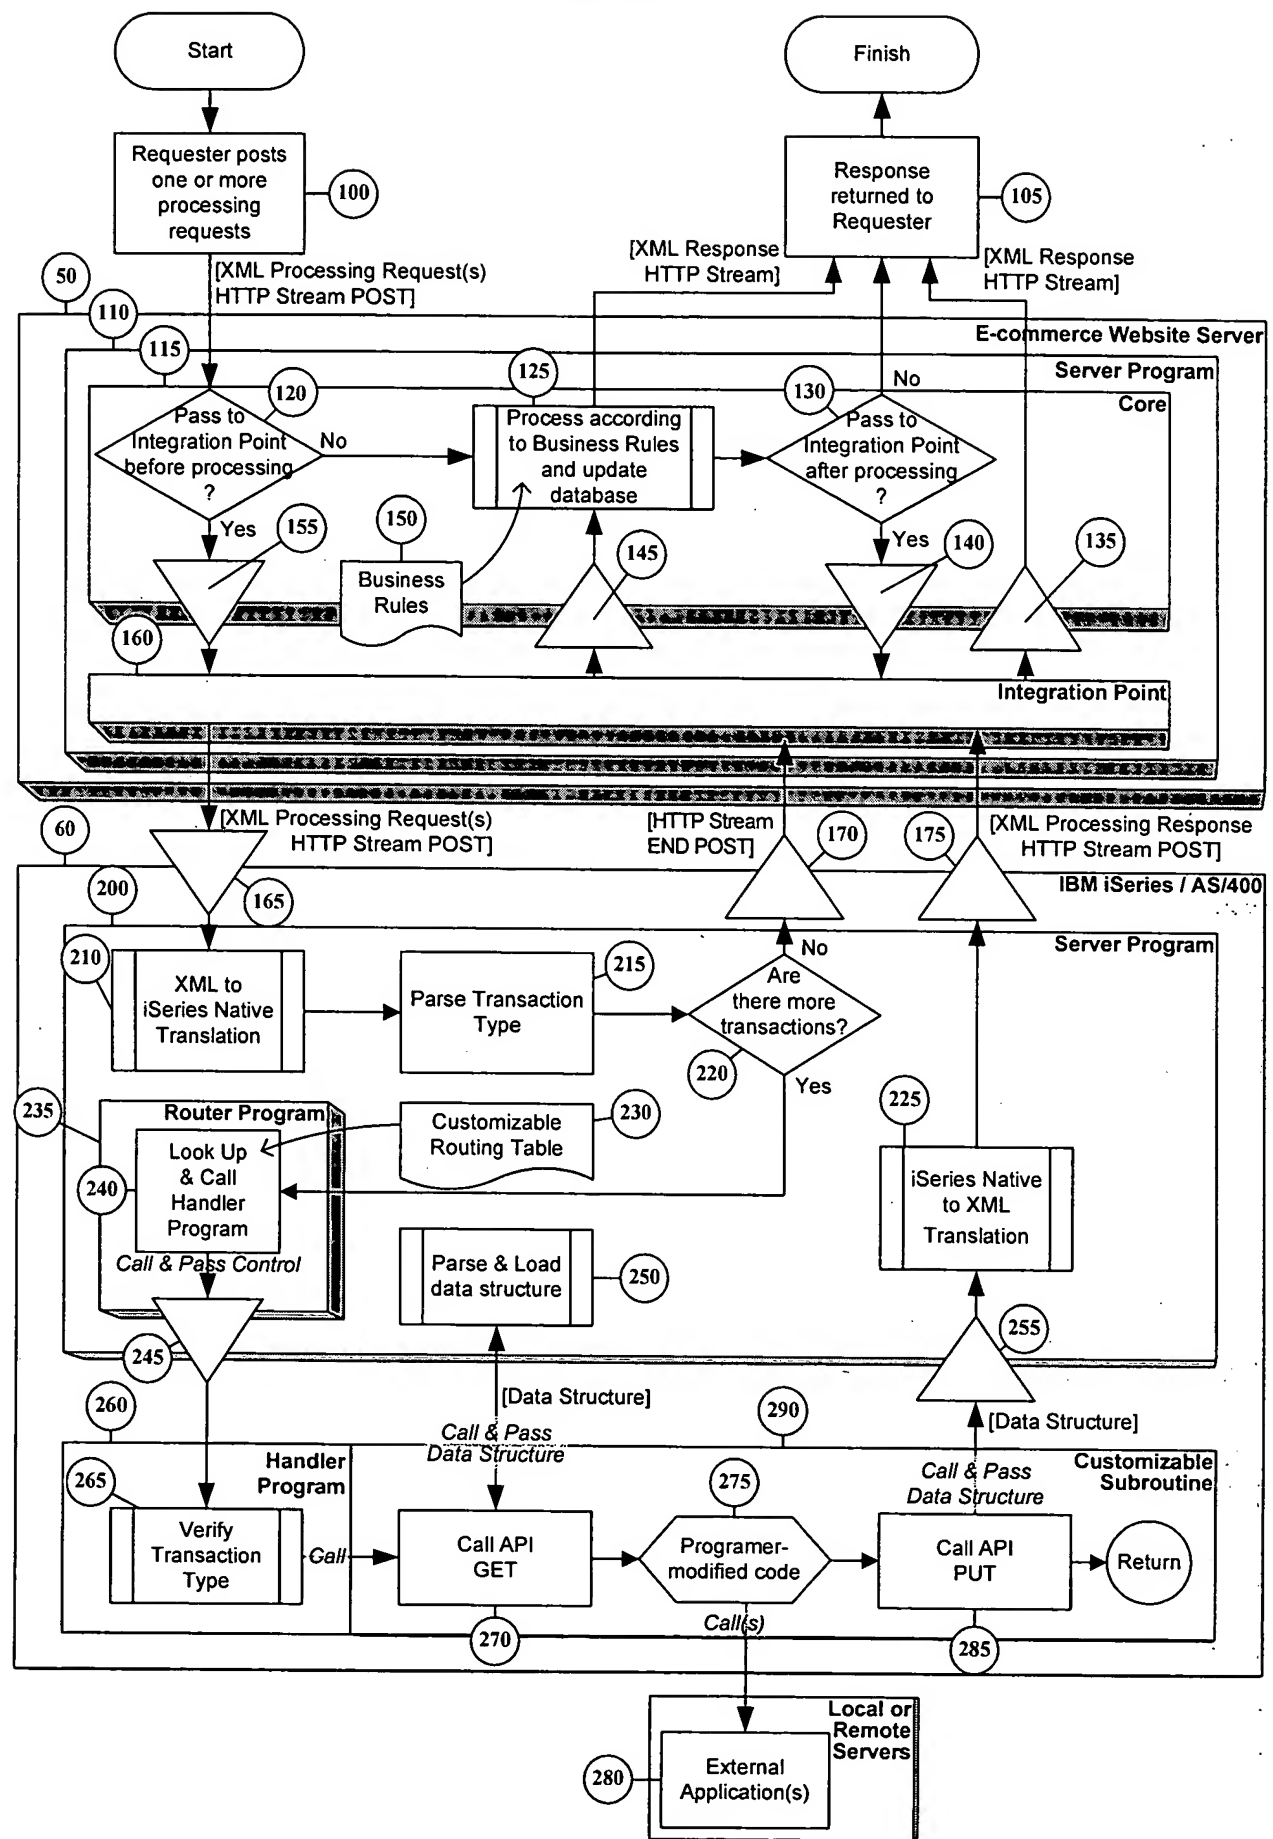 Start
Finish
Requester posts
one or more
processing
requests
100
Response
returned to
Requester
105
[XML Processing Request(s)
HTTP Stream POST]
[XML Response
HTTP Stream]
[XML Response
HTTP Stream]
50
E-commerce Website Server
110
Server Program
115
Core
120
Pass to
Integration Point
before processing
?
No
Yes
125
Process according
to Business Rules
and update
database
130
Pass to
Integration Point
after processing
?
No
Yes
155
150
Business
Rules
145
140
135
160
Integration Point
[XML Processing Request(s)
HTTP Stream POST]
[HTTP Stream
END POST]
[XML Processing Response
HTTP Stream POST]
60
165
170
175
IBM iSeries / AS/400
200
Server Program
210
XML to
iSeries Native
Translation
Parse Transaction
Type
215
Are
there more
transactions?
No
Yes
220
235
Router Program
Look Up
& Call
Handler
Program
240
Call & Pass Control
Customizable
Routing Table
230
225
iSeries Native
to XML
Translation
Parse & Load
data structure
250
245
255
[Data Structure]
Call & Pass
Data Structure
[Data Structure]
Call & Pass
Data Structure
260
Handler
Program
290
Customizable
Subroutine
265
Verify
Transaction
Type
Call
Call API
GET
270
275
Programer-
modified code
Call(s)
Call API
PUT
285
Return
Local or
Remote
Servers
280
External
Application(s)